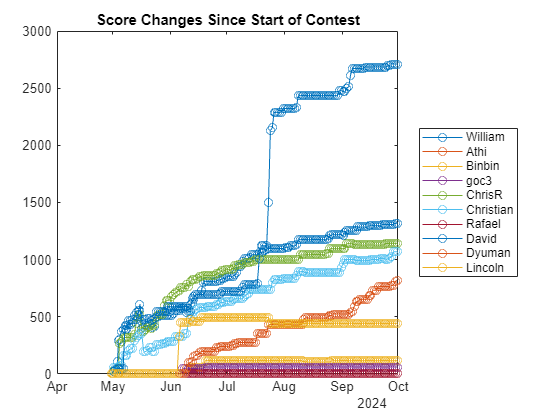 Score Changes Since Start of Contest
3000
2500
2000
1500
1000
500
0
Apr May Jun Jul Aug Sep Oct
2024
William
Athi
Binbin
goc3
ChrisR
Christian
Rafael
David
Dyuman
Lincoln